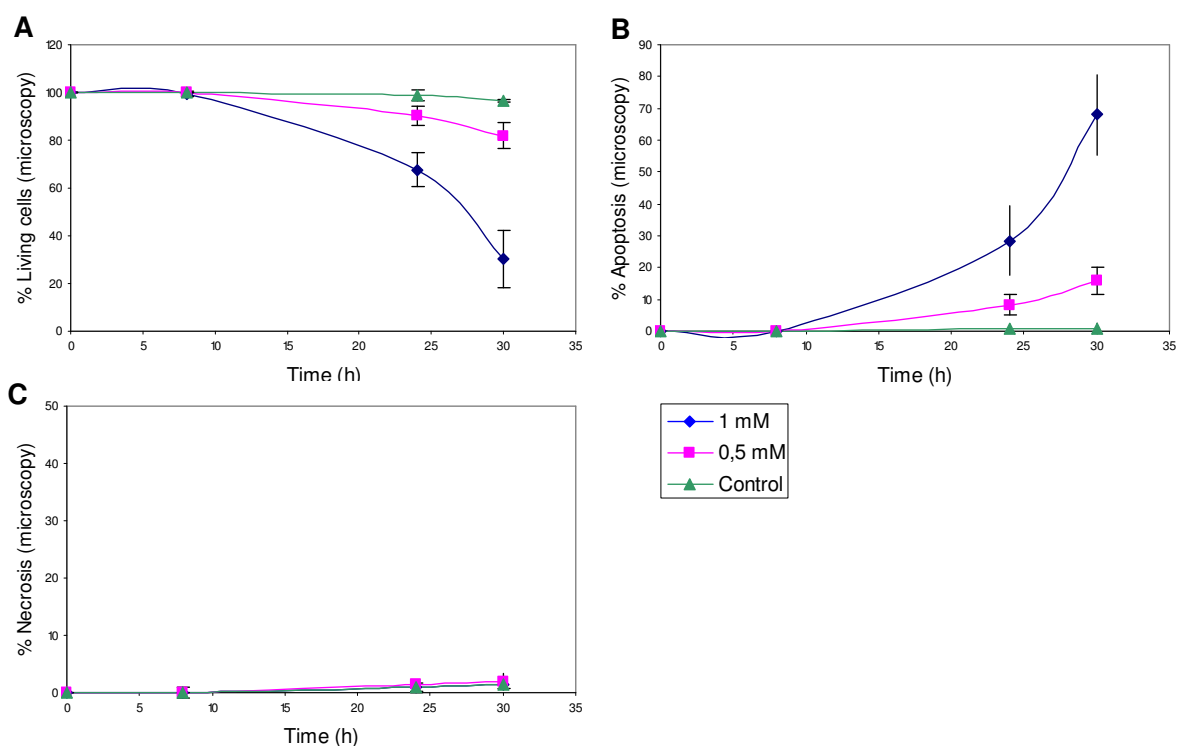 A
120
100
80
60
40
20
0
% Living cells (microscopy)
0 5 10 15 20 25 30 35
Time (h)
B
90
80
70
60
50
40
30
20
10
0
% Apoptosis (microscopy)
0 5 10 15 20 25 30 35
Time (h)
C
50
40
30
20
10
0
% Necrosis (microscopy)
0 5 10 15 20 25 30 35
Time (h)
1 mM
0,5 mM
Control